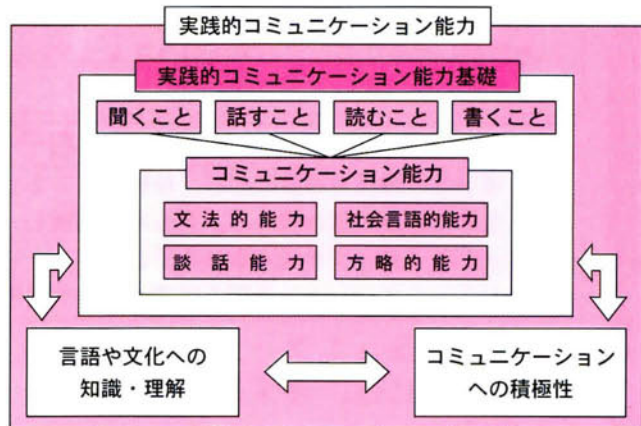 実践的コミュニケーション能力
実践的コミュニケーション能力基礎
聞くこと
話すこと
読むこと
書くこと
コミュニケーション能力
文法的能力
社会言語的能力
談話能力
方略的能力
言語や文化への
知識・理解
コミュニケーション
への積極性